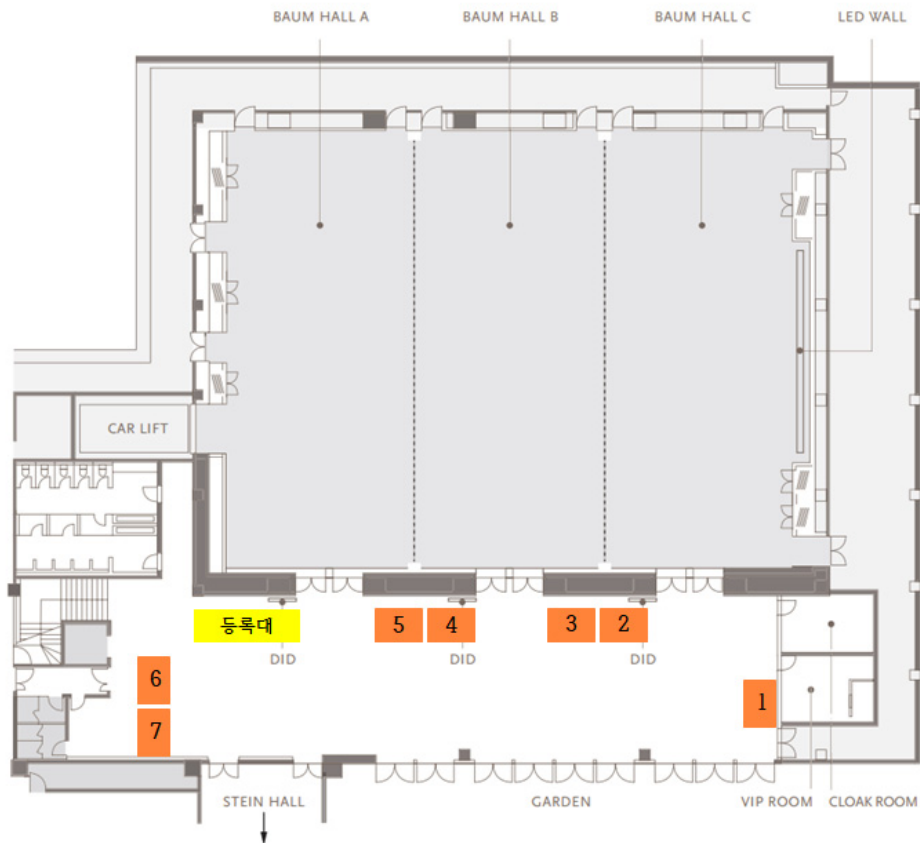 BAUM HALL A
BAUM HALL B
BAUM HALL C
LED WALL
CAR LIFT
등록대
5
4
3
2
DID
DID
DID
6
1
7
STEIN HALL
GARDEN
VIP ROOM
CLOAK ROOM